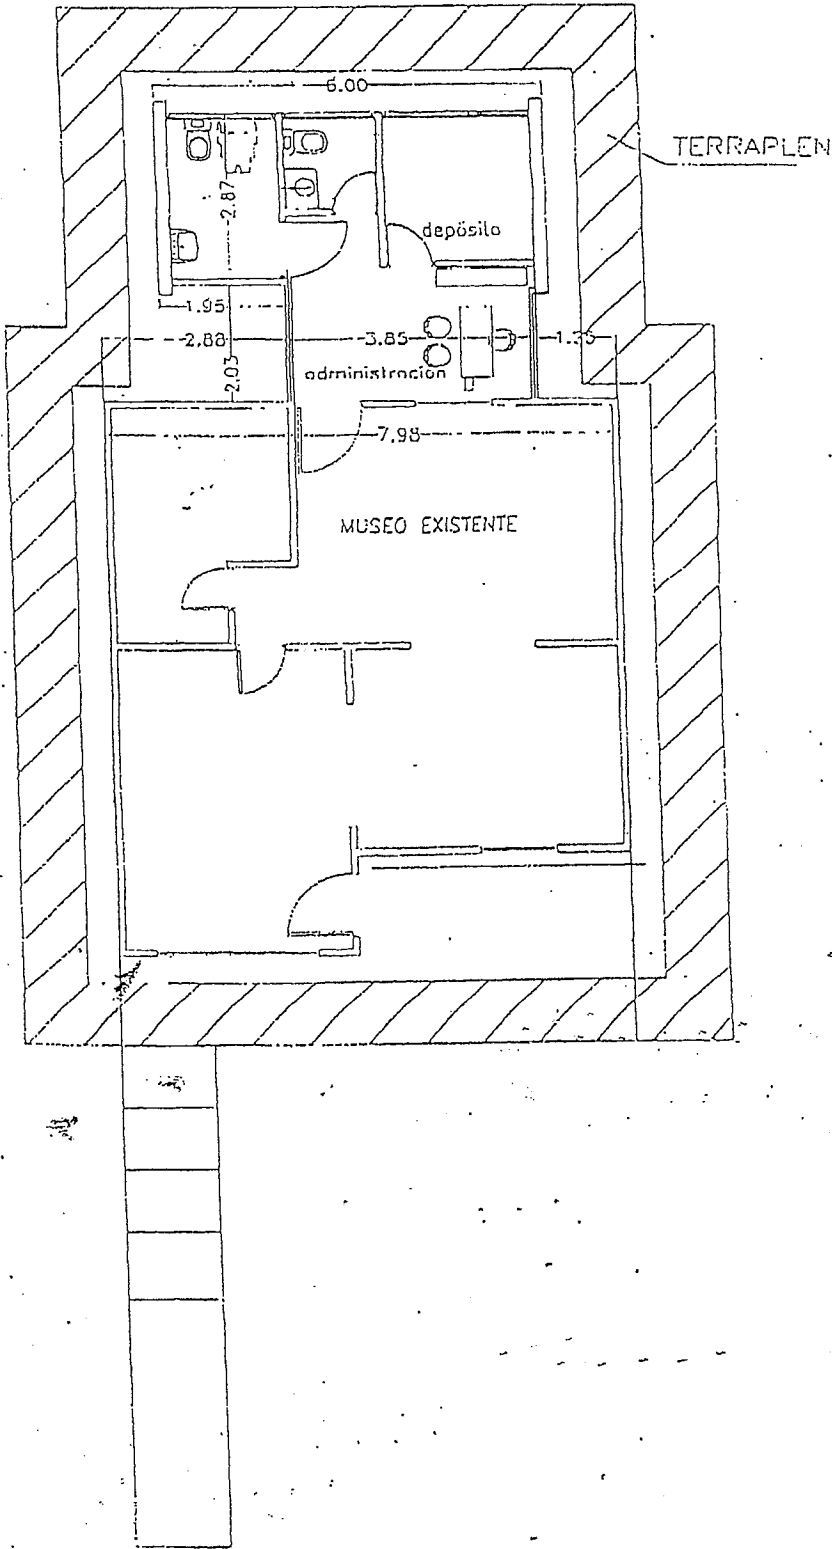 6.00
TERRAPLEN
2.87
depósito
1.95
2.88
3.85
2.03
administracion
7.98
MUSEO EXISTENTE